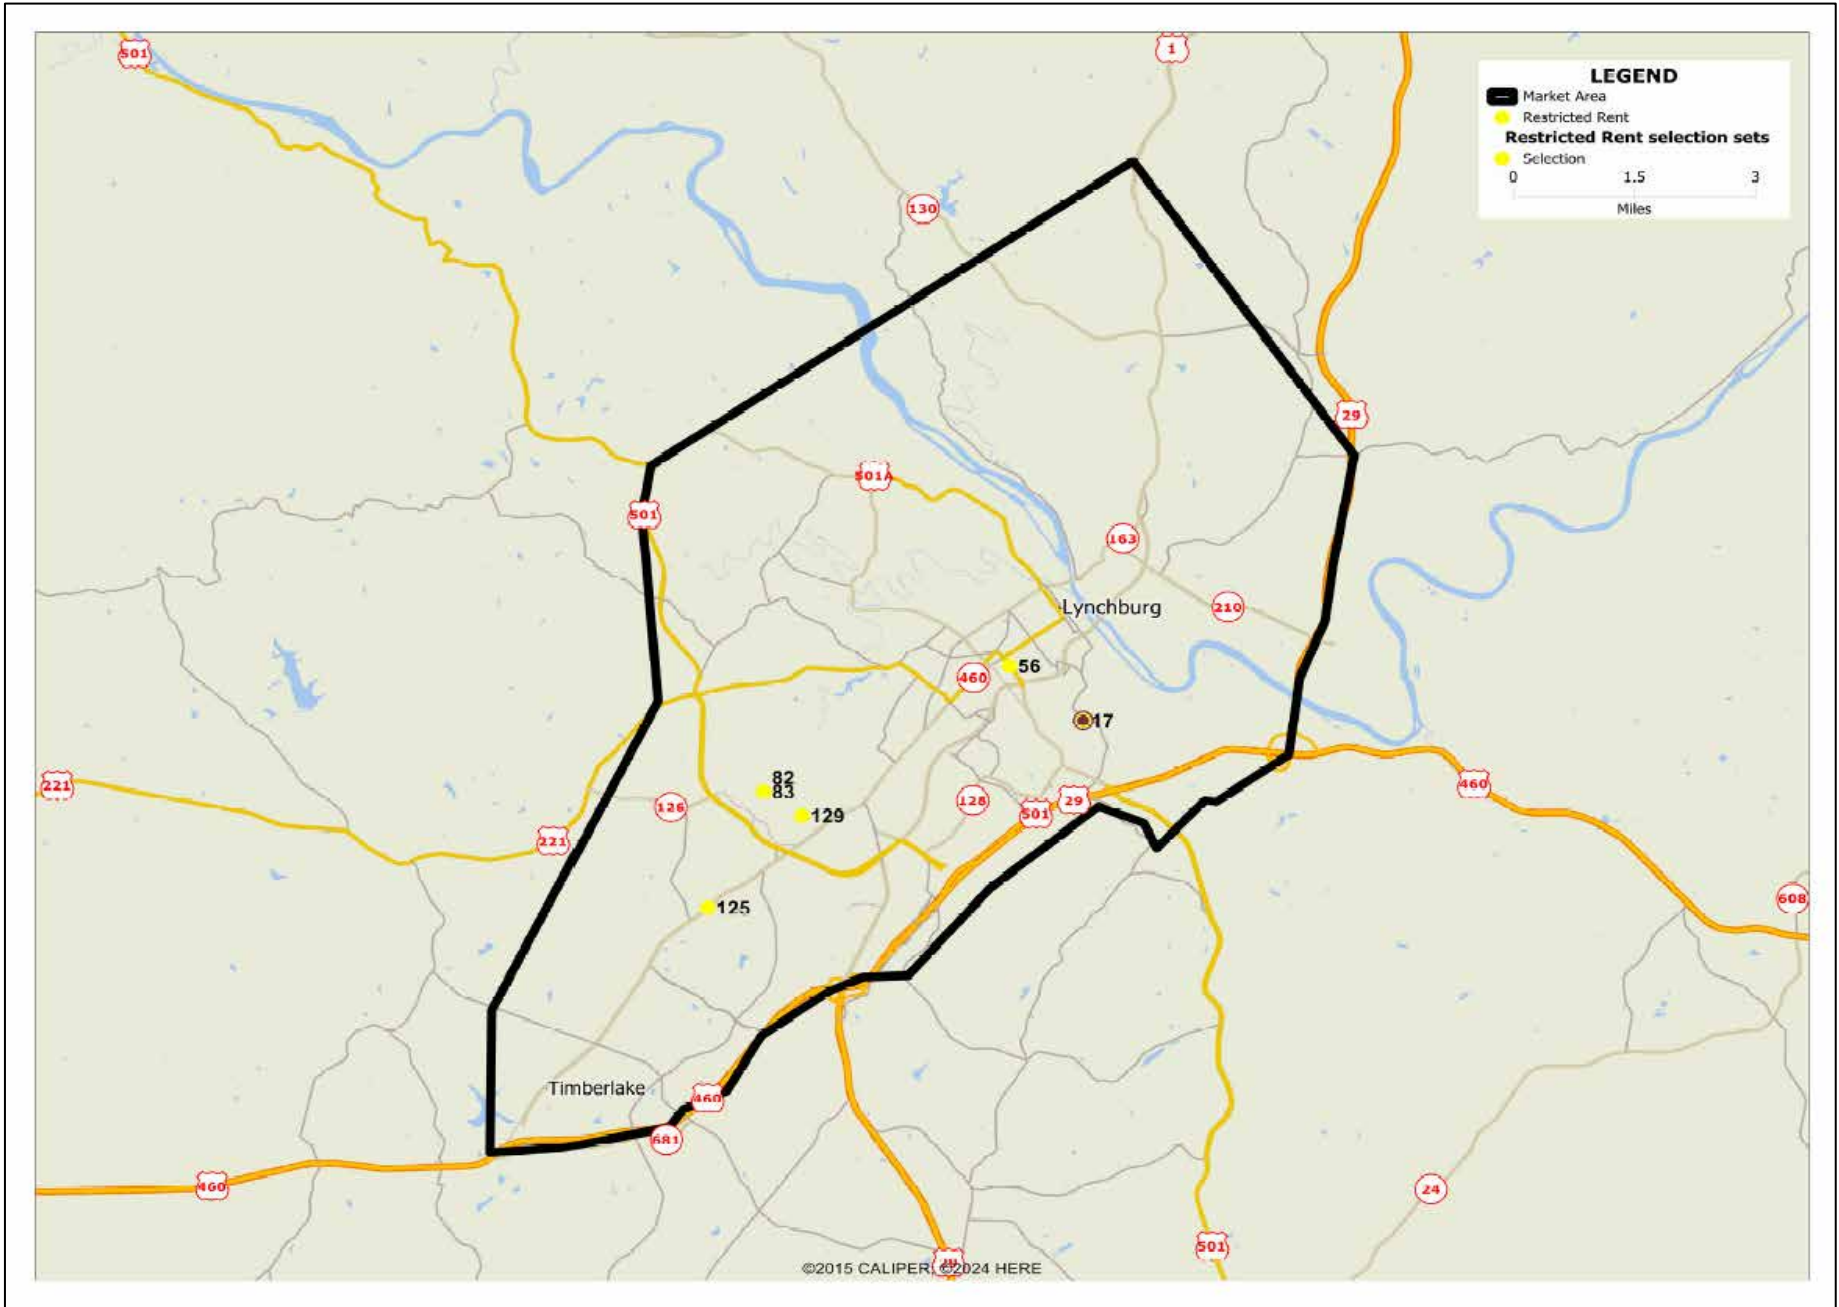 501
1
LEGEND
Market Area
Restricted Rent
Restricted Rent selection sets
Selection
0 1.5 3
Miles
130
29
501A
501
163
Lynchburg
210
56
460
17
82
83
221
126
129
128
501
29
460
221
608
125
Timberlake
460
681
460
24
501
©2015 CALIPER; ©2024 HERE